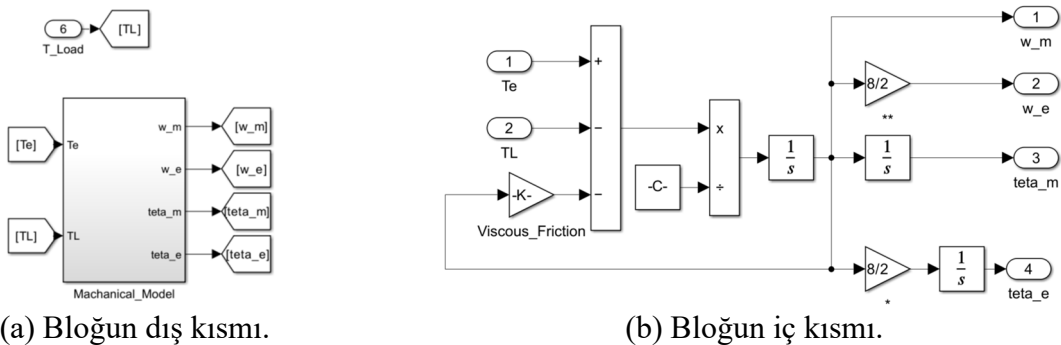 6
[TL]
T_Load
[Te]
Te
w_m
[w_m]
w_e
[w_e]
teta_m
[teta_m]
[TL]
TL
teta_e
[teta_e]
Machanical_Model
(a) Bloğun dış kısmı.
1
Te
+
2
TL
−
-K-
−
Viscous_Friction
-C-
x
÷
1
s
1
w_m
8/2
**
2
w_e
1
s
3
teta_m
8/2
*
1
s
4
teta_e
(b) Bloğun iç kısmı.